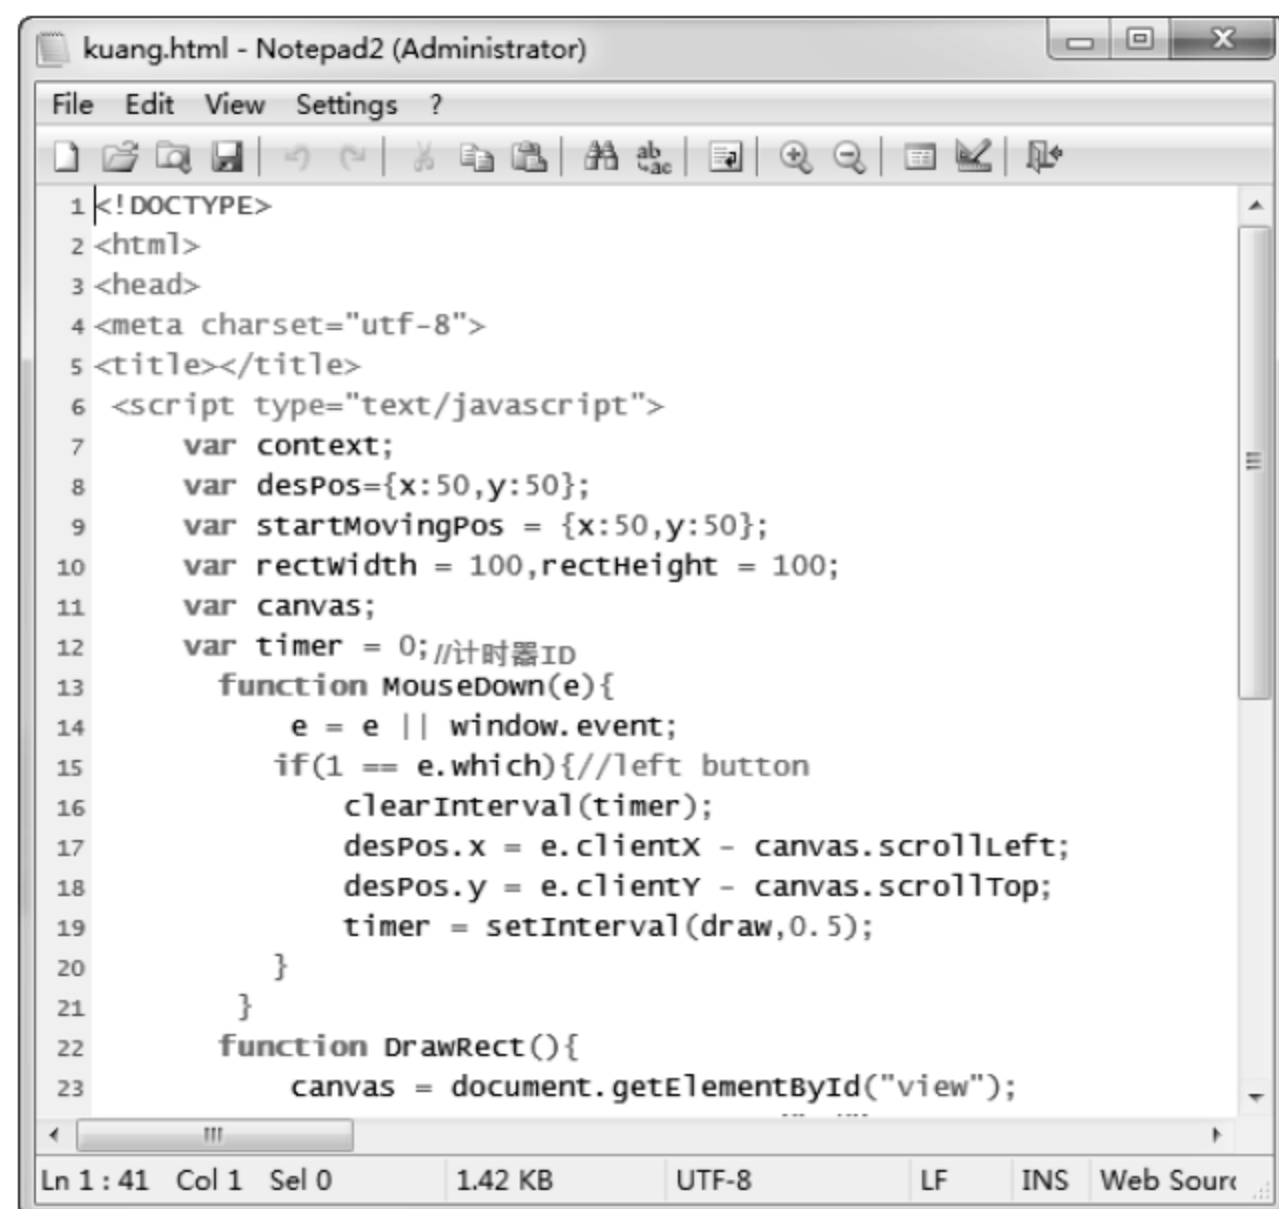 kuang.html - Notepad2 (Administrator)
File Edit View Settings ?
1 <!DOCTYPE>
2 <html>
3 <head>
4 <meta charset="utf-8">
5 <title></title>
6  <script type="text/javascript">
7      var context;
8      var desPos={x:50,y:50};
9      var startMovingPos = {x:50,y:50};
10      var rectWidth = 100,rectHeight = 100;
11      var canvas;
12      var timer = 0;//计时器ID
13        function MouseDown(e){
14            e = e || window.event;
15           if(1 == e.which){//left button
16               clearInterval(timer);
17               desPos.x = e.clientX - canvas.scrollLeft;
18               desPos.y = e.clientY - canvas.scrollTop;
19               timer = setInterval(draw,0.5);
20           }
21         }
22        function DrawRect(){
23            canvas = document.getElementById("view");
Ln 1 : 41 Col 1 Sel 0 1.42 KB UTF-8 LF INS Web Sourc